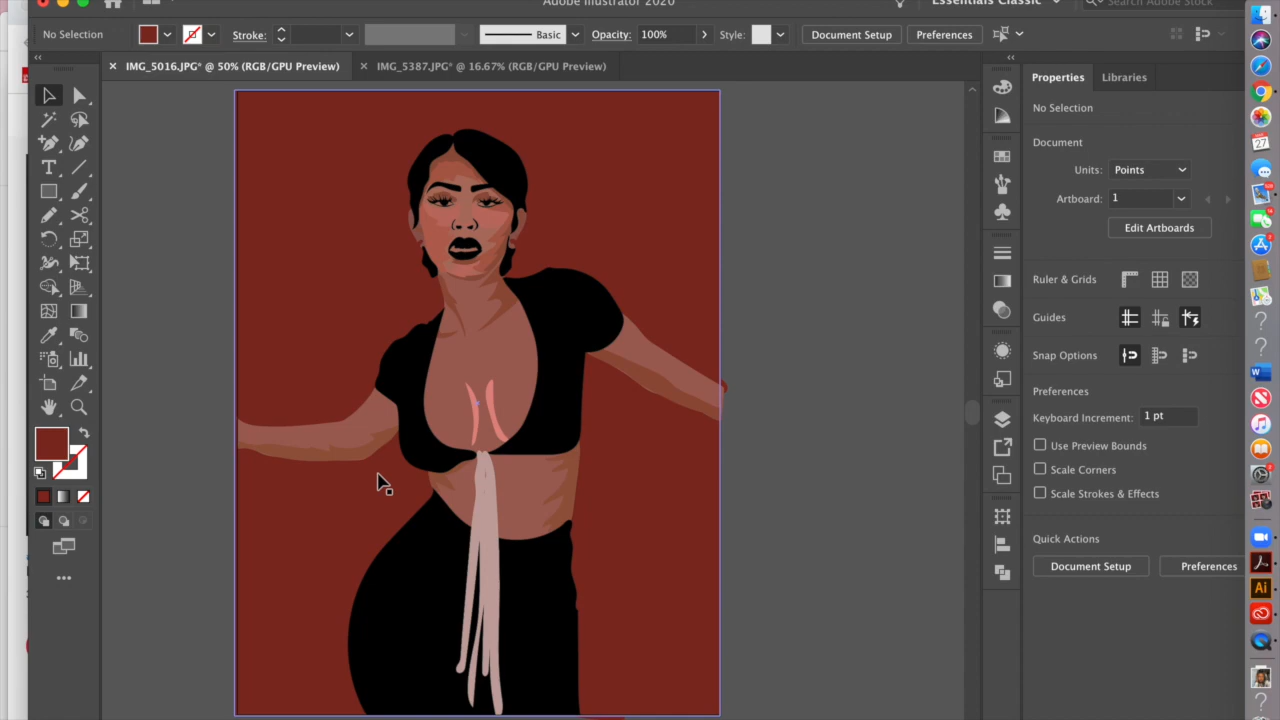 Adobe Illustrator 2020
Essentials Classic
Search Adobe Stock
No Selection
Stroke:
Basic
Opacity:
100%
Style:
Document Setup
Preferences
× IMG_5016.JPG* @ 50% (RGB/GPU Preview)
× IMG_5387.JPG* @ 16.67% (RGB/GPU Preview)
Properties
Libraries
No Selection
Document
Units:
Points
Artboard:
1
Edit Artboards
Ruler & Grids
Guides
Snap Options
Preferences
Keyboard Increment:
1 pt
Use Preview Bounds
Scale Corners
Scale Strokes & Effects
Quick Actions
Document Setup
Preferences
27
Ai